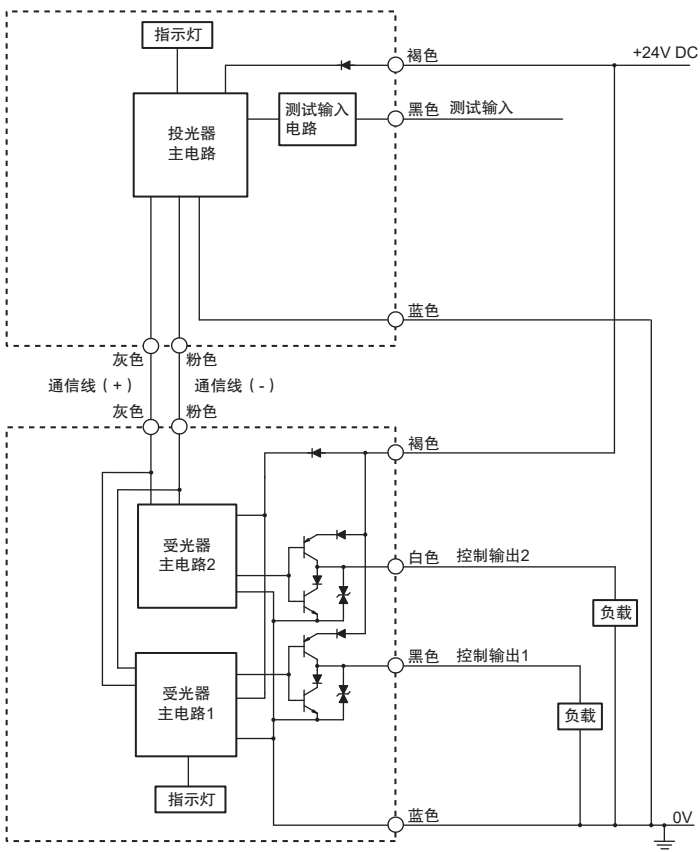 指示灯
褐色
+24V DC
投光器
主电路
测试输入
电路
黑色 测试输入
蓝色
灰色 粉色
通信线（+） 通信线（-）
灰色 粉色
褐色
受光器
主电路2
白色 控制输出2
负载
受光器
主电路1
黑色 控制输出1
负载
指示灯
蓝色
0V